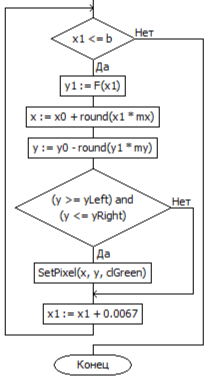 x1 <= b
Нет
Да
y1 := F(x1)
x := x0 + round(x1 * mx)
y := y0 - round(y1 * my)
(y >= yLeft) and
(y <= yRight)
Нет
Да
SetPixel(x, y, clGreen)
x1 := x1 + 0.0067
Конец